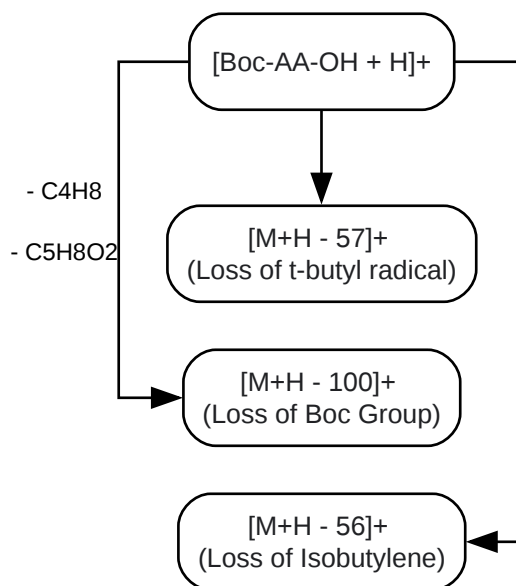 [Boc-AA-OH + H]+
- C4H8
- C5H8O2
[M+H - 57]+
(Loss of t-butyl radical)
[M+H - 100]+
(Loss of Boc Group)
[M+H - 56]+
(Loss of Isobutylene)